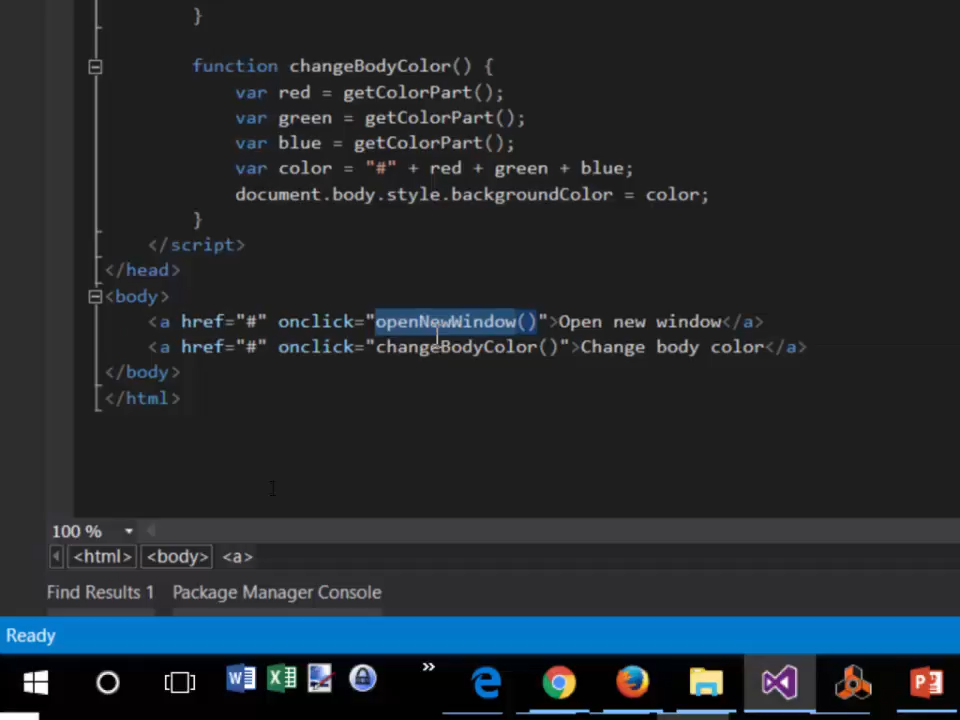 }
function changeBodyColor() {
var red = getColorPart();
var green = getColorPart();
var blue = getColorPart();
var color = "#" + red + green + blue;
document.body.style.backgroundColor = color;
}
</script>
</head>
<body>
<a href="#" onclick="openNewWindow()">Open new window</a>
<a href="#" onclick="changeBodyColor()">Change body color</a>
</body>
</html>
100 %
<html> <body> <a>
Find Results 1 Package Manager Console
Ready